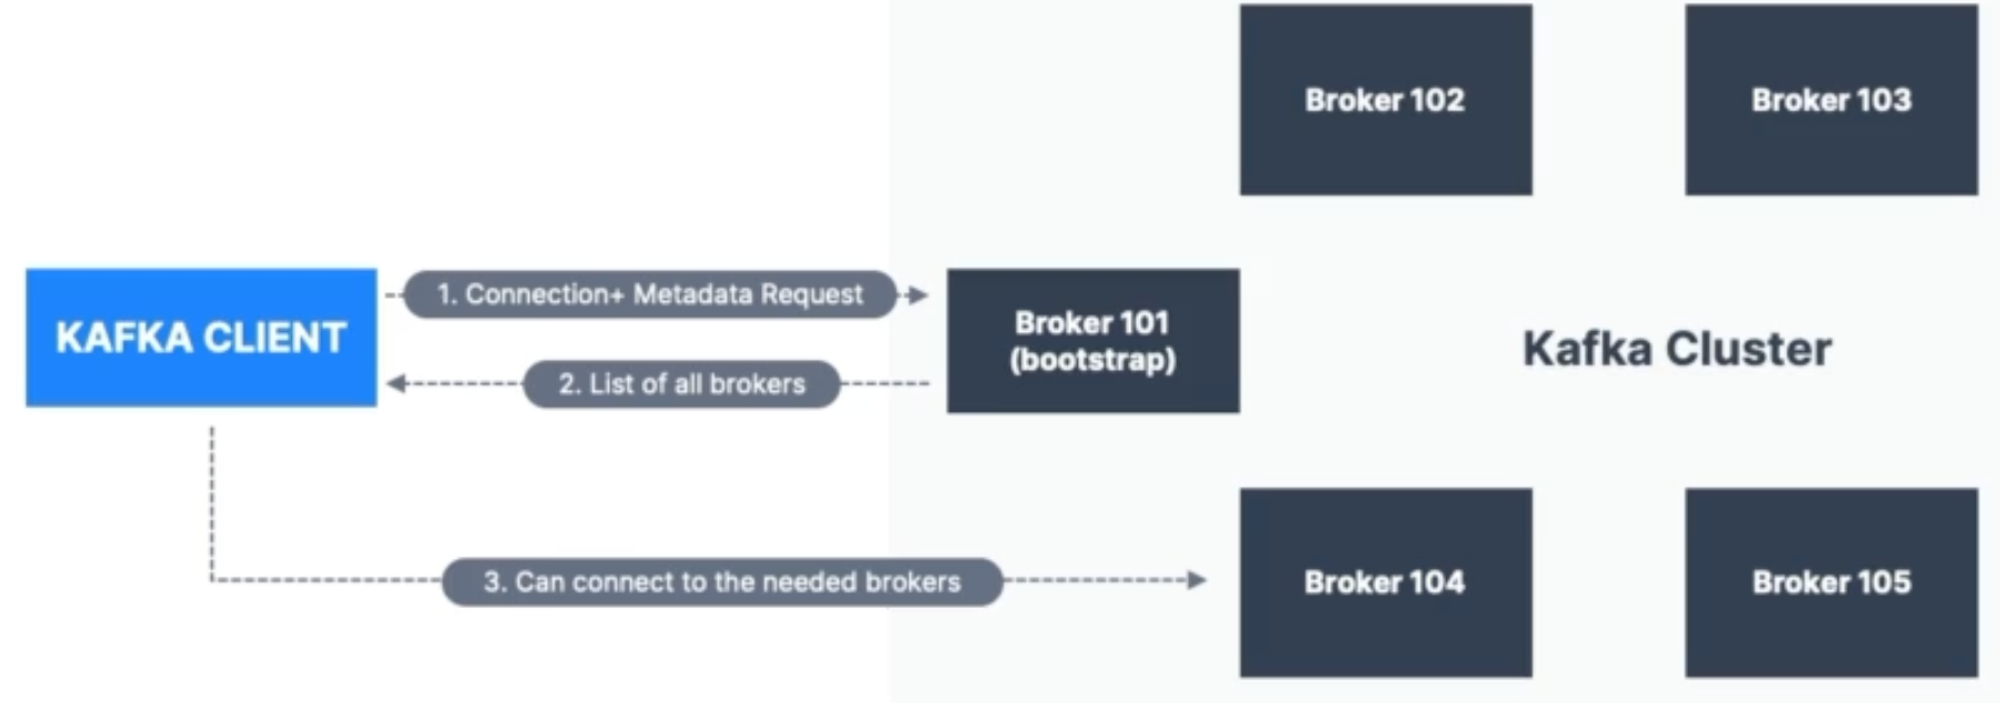 Broker 102
Broker 103
KAFKA CLIENT
1. Connection+ Metadata Request
2. List of all brokers
Broker 101
(bootstrap)
Kafka Cluster
3. Can connect to the needed brokers
Broker 104
Broker 105